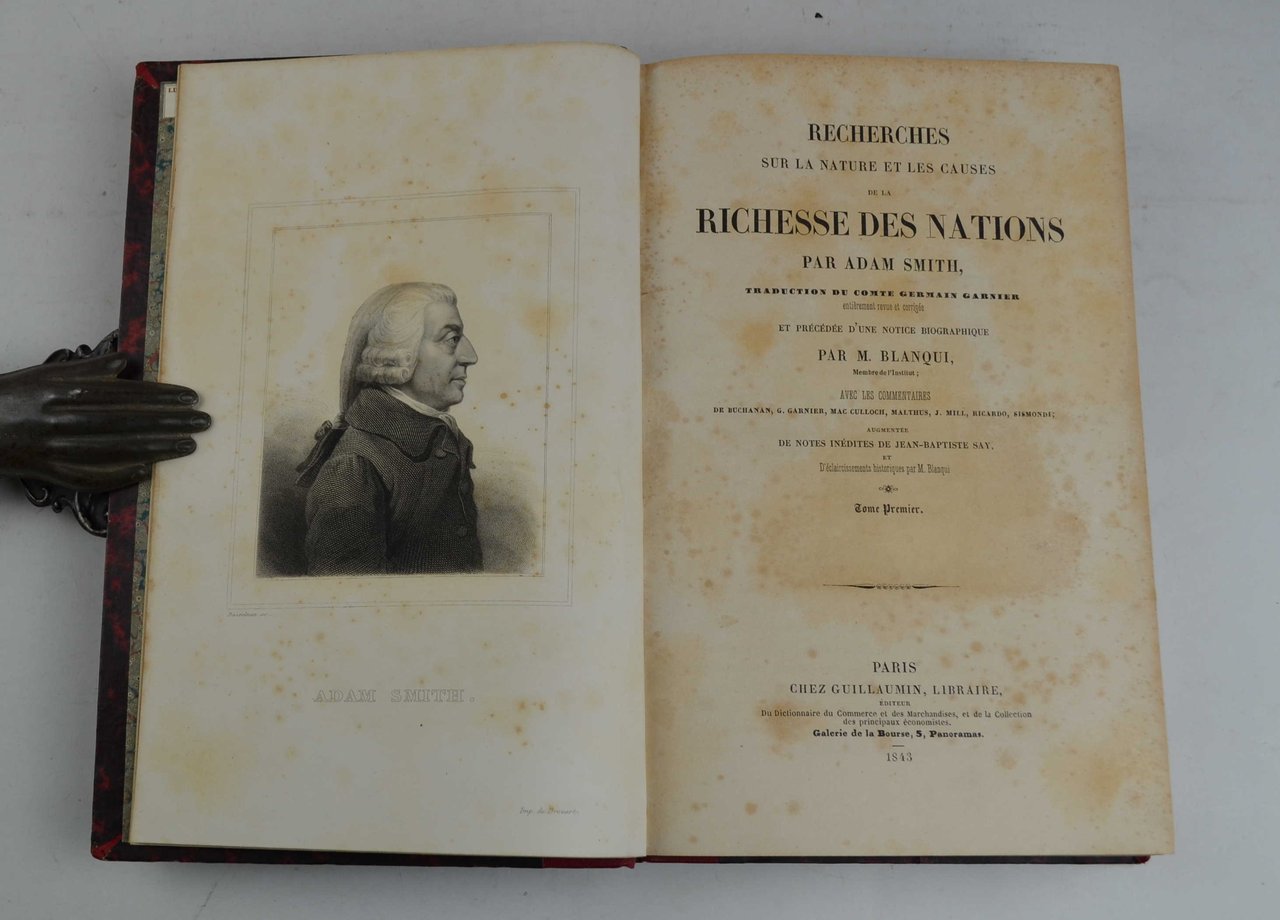 ADAM SMITH.
RECHERCHES
SUR LA NATURE ET LES CAUSES
DE LA
RICHESSE DES NATIONS
PAR ADAM SMITH,
TRADUCTION DU COMTE GERMAIN GARNIER
entièrement revue et corrigée
ET PRÉCÉDÉE D'UNE NOTICE BIOGRAPHIQUE
PAR M. BLANQUI,
Membre de l'Institut;
AVEC LES COMMENTAIRES
DE BUCHANAN, G. GARNIER, MAC CULLOCH, MALTHUS, J. MILL, RICARDO, SISMONDI;
AUGMENTÉE
DE NOTES INÉDITES DE JEAN-BAPTISTE SAY,
ET
D'éclaircissements historiques par M. Blanqui
Tome Premier.
PARIS
CHEZ GUILLAUMIN, LIBRAIRE,
ÉDITEUR
Du Dictionnaire du Commerce et des Marchandises, et de la Collection
des principaux économistes.
Galerie de la Bourse, 5, Panoramas.
1843